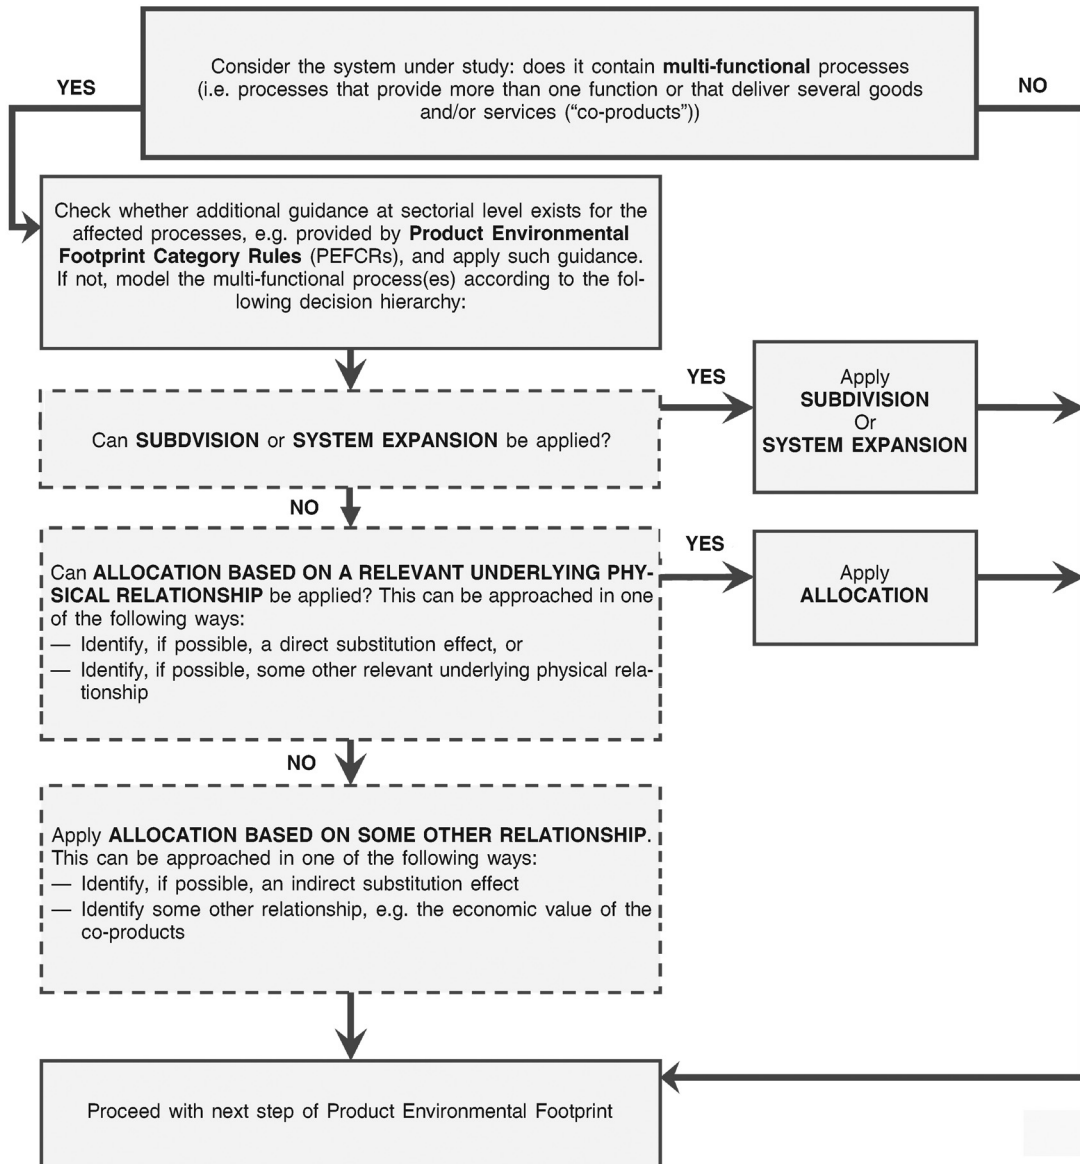 Consider the system under study: does it contain multi-functional processes
(i.e. processes that provide more than one function or that deliver several goods
and/or services (“co-products”))
YES
NO
Check whether additional guidance at sectorial level exists for the
affected processes, e.g. provided by Product Environmental
Footprint Category Rules (PEFCRs), and apply such guidance.
If not, model the multi-functional process(es) according to the fol-
lowing decision hierarchy:
Can SUBDVISION or SYSTEM EXPANSION be applied?
YES
Apply
SUBDIVISION
Or
SYSTEM EXPANSION
NO
Can ALLOCATION BASED ON A RELEVANT UNDERLYING PHY-
SICAL RELATIONSHIP be applied? This can be approached in one
of the following ways:
— Identify, if possible, a direct substitution effect, or
— Identify, if possible, some other relevant underlying physical rela-
tionship
YES
Apply
ALLOCATION
NO
Apply ALLOCATION BASED ON SOME OTHER RELATIONSHIP.
This can be approached in one of the following ways:
— Identify, if possible, an indirect substitution effect
— Identify some other relationship, e.g. the economic value of the
co-products
Proceed with next step of Product Environmental Footprint